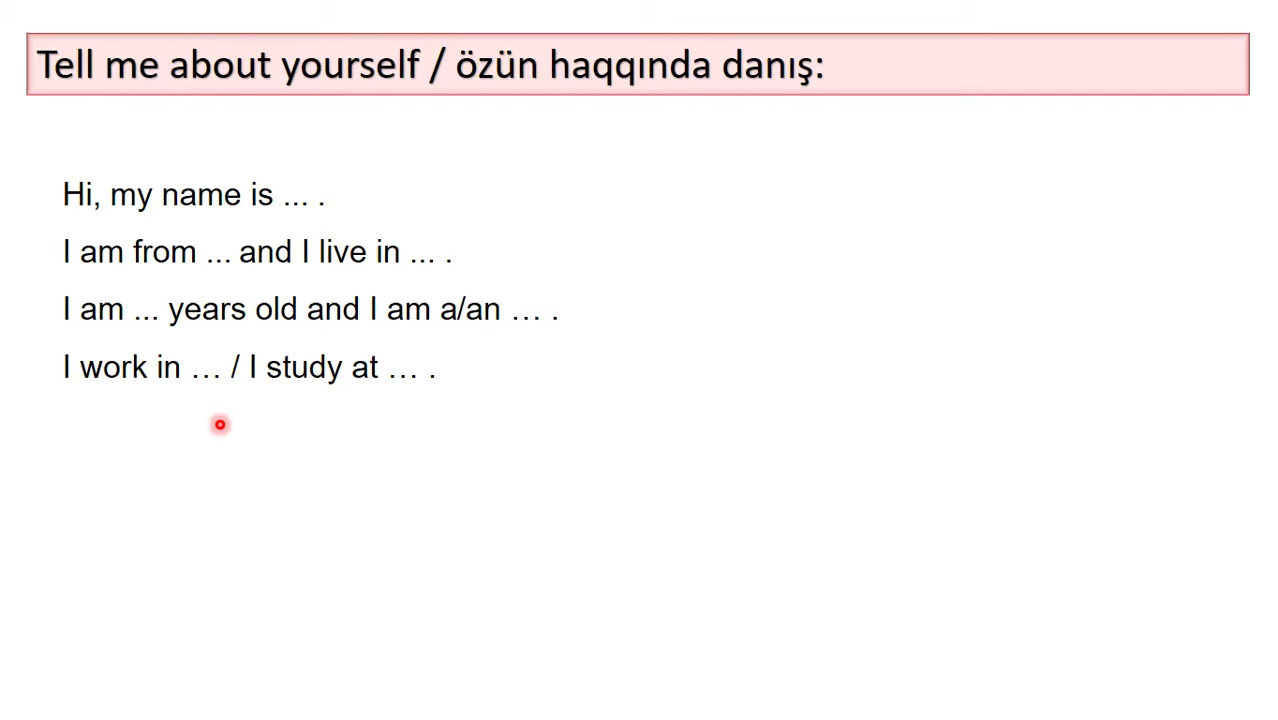 Tell me about yourself / özün haqqında danış:
Hi, my name is ... .
I am from ... and I live in ... .
I am ... years old and I am a/an … .
I work in … / I study at … .